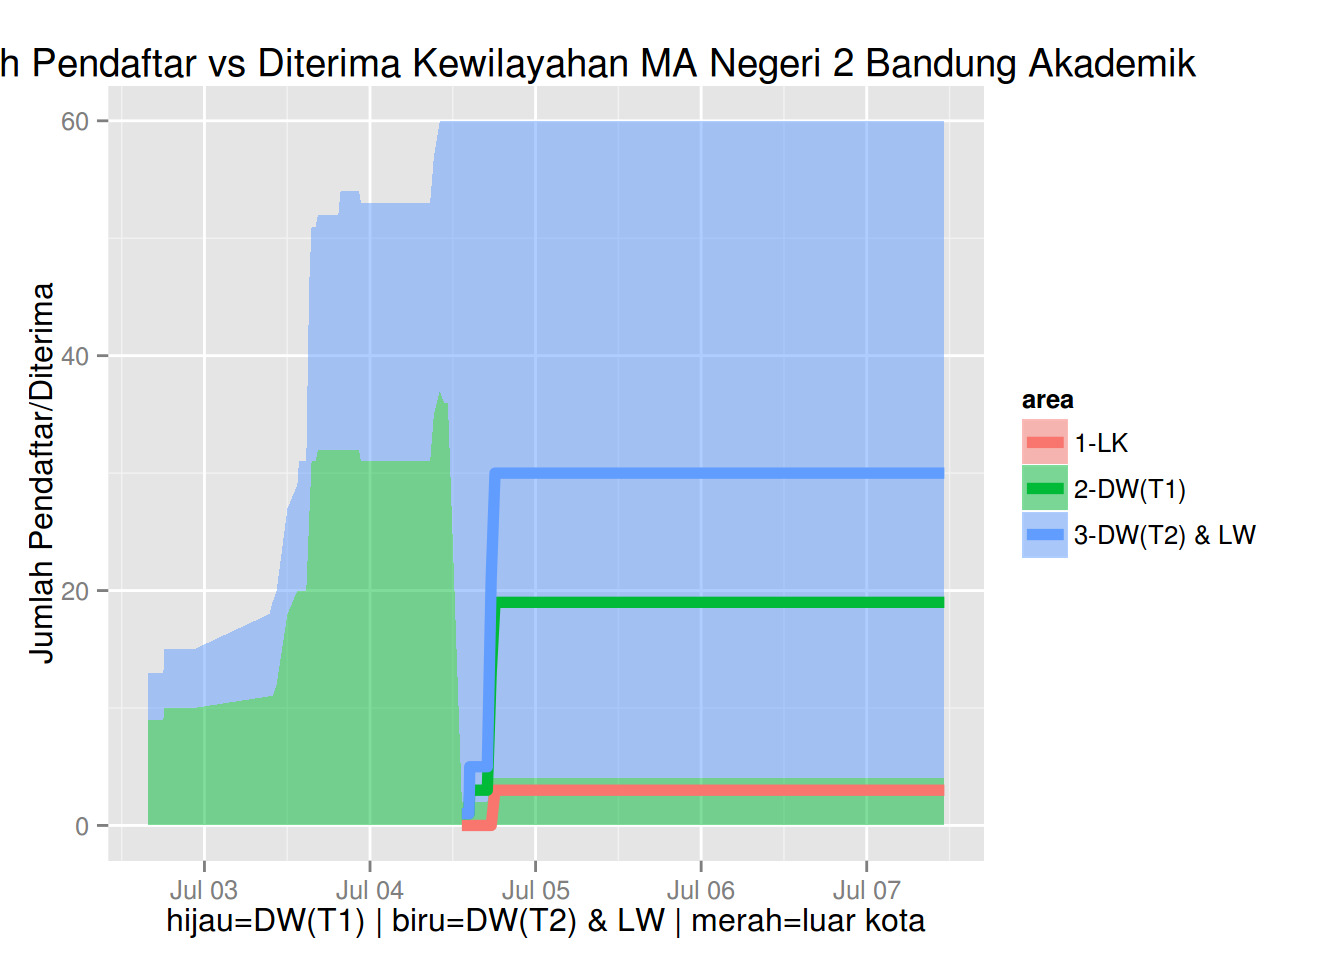 h Pendaftar vs Diterima Kewilayahan MA Negeri 2 Bandung Akademik
Jumlah Pendaftar/Diterima
60
40
20
0
Jul 03
Jul 04
Jul 05
Jul 06
Jul 07
hijau=DW(T1) | biru=DW(T2) & LW | merah=luar kota
area
1-LK
2-DW(T1)
3-DW(T2) & LW